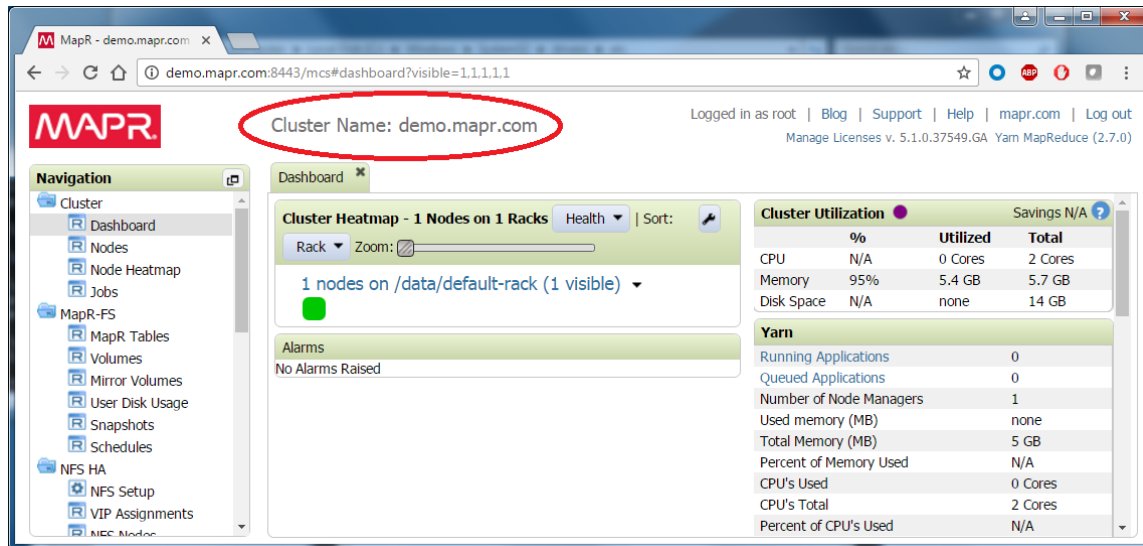 MapR - demo.mapr.com
demo.mapr.com:8443/mcs#dashboard?visible=1,1,1,1,1
ABP
MAPR.
Cluster Name: demo.mapr.com
Logged in as root | Blog | Support | Help | mapr.com | Log out
Manage Licenses v. 5.1.0.37549.GA Yarn MapReduce (2.7.0)
Navigation
Cluster
Dashboard
Nodes
Node Heatmap
Jobs
MapR-FS
MapR Tables
Volumes
Mirror Volumes
User Disk Usage
Snapshots
Schedules
NFS HA
NFS Setup
VIP Assignments
NFS Nodes
Dashboard
Cluster Heatmap - 1 Nodes on 1 Racks Health | Sort:
Rack Zoom:
1 nodes on /data/default-rack (1 visible)
Alarms
No Alarms Raised
Cluster Utilization Savings N/A ?
% Utilized Total
CPU N/A 0 Cores 2 Cores
Memory 95% 5.4 GB 5.7 GB
Disk Space N/A none 14 GB
Yarn
Running Applications 0
Queued Applications 0
Number of Node Managers 1
Used memory (MB) none
Total Memory (MB) 5 GB
Percent of Memory Used N/A
CPU's Used 0 Cores
CPU's Total 2 Cores
Percent of CPU's Used N/A